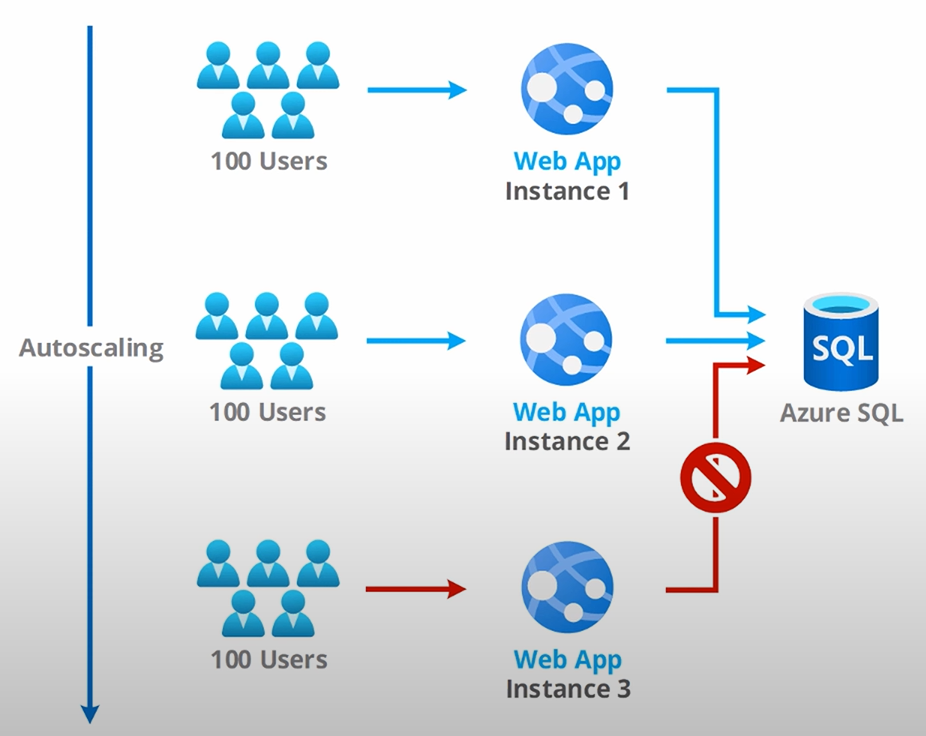 100 Users
Web App
Instance 1
Autoscaling
100 Users
Web App
Instance 2
SQL
Azure SQL
100 Users
Web App
Instance 3